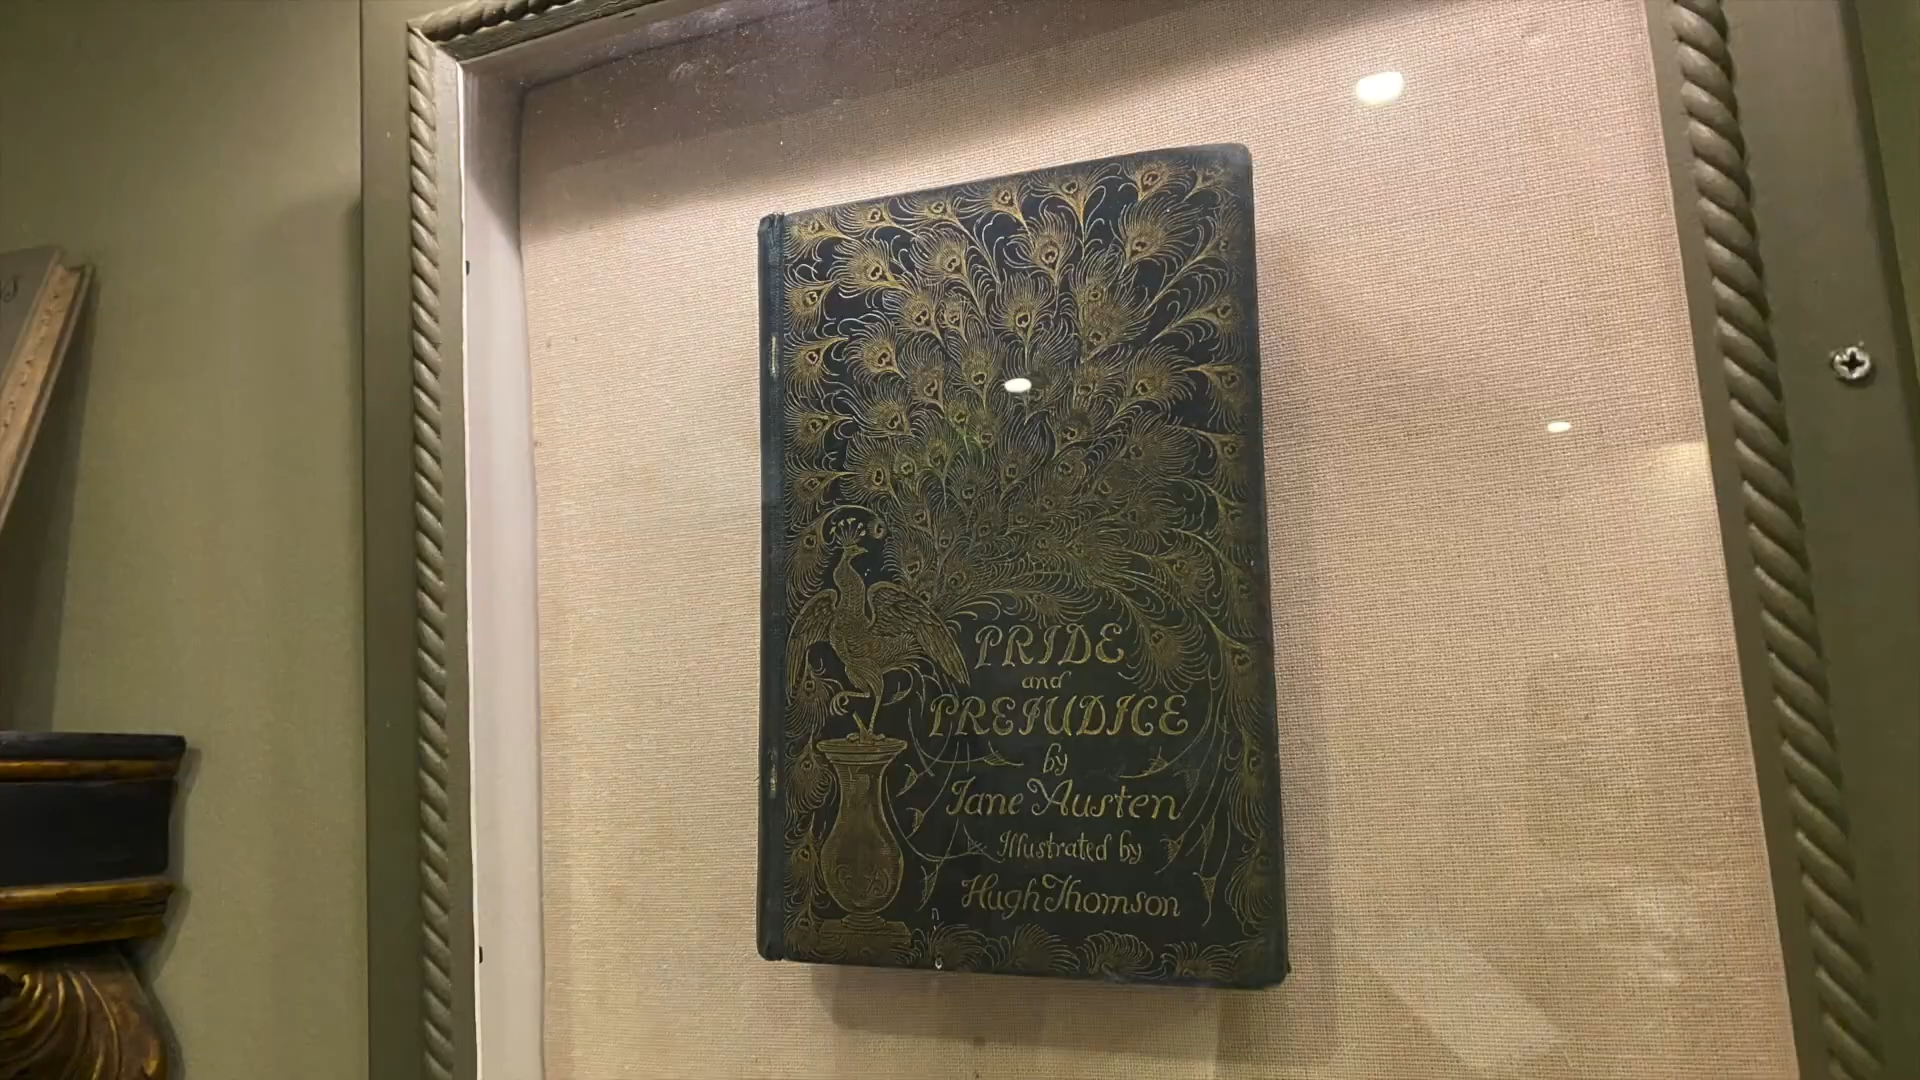 PRIDE
and
PREJUDICE
by
Jane Austen
Illustrated by
Hugh Thomson